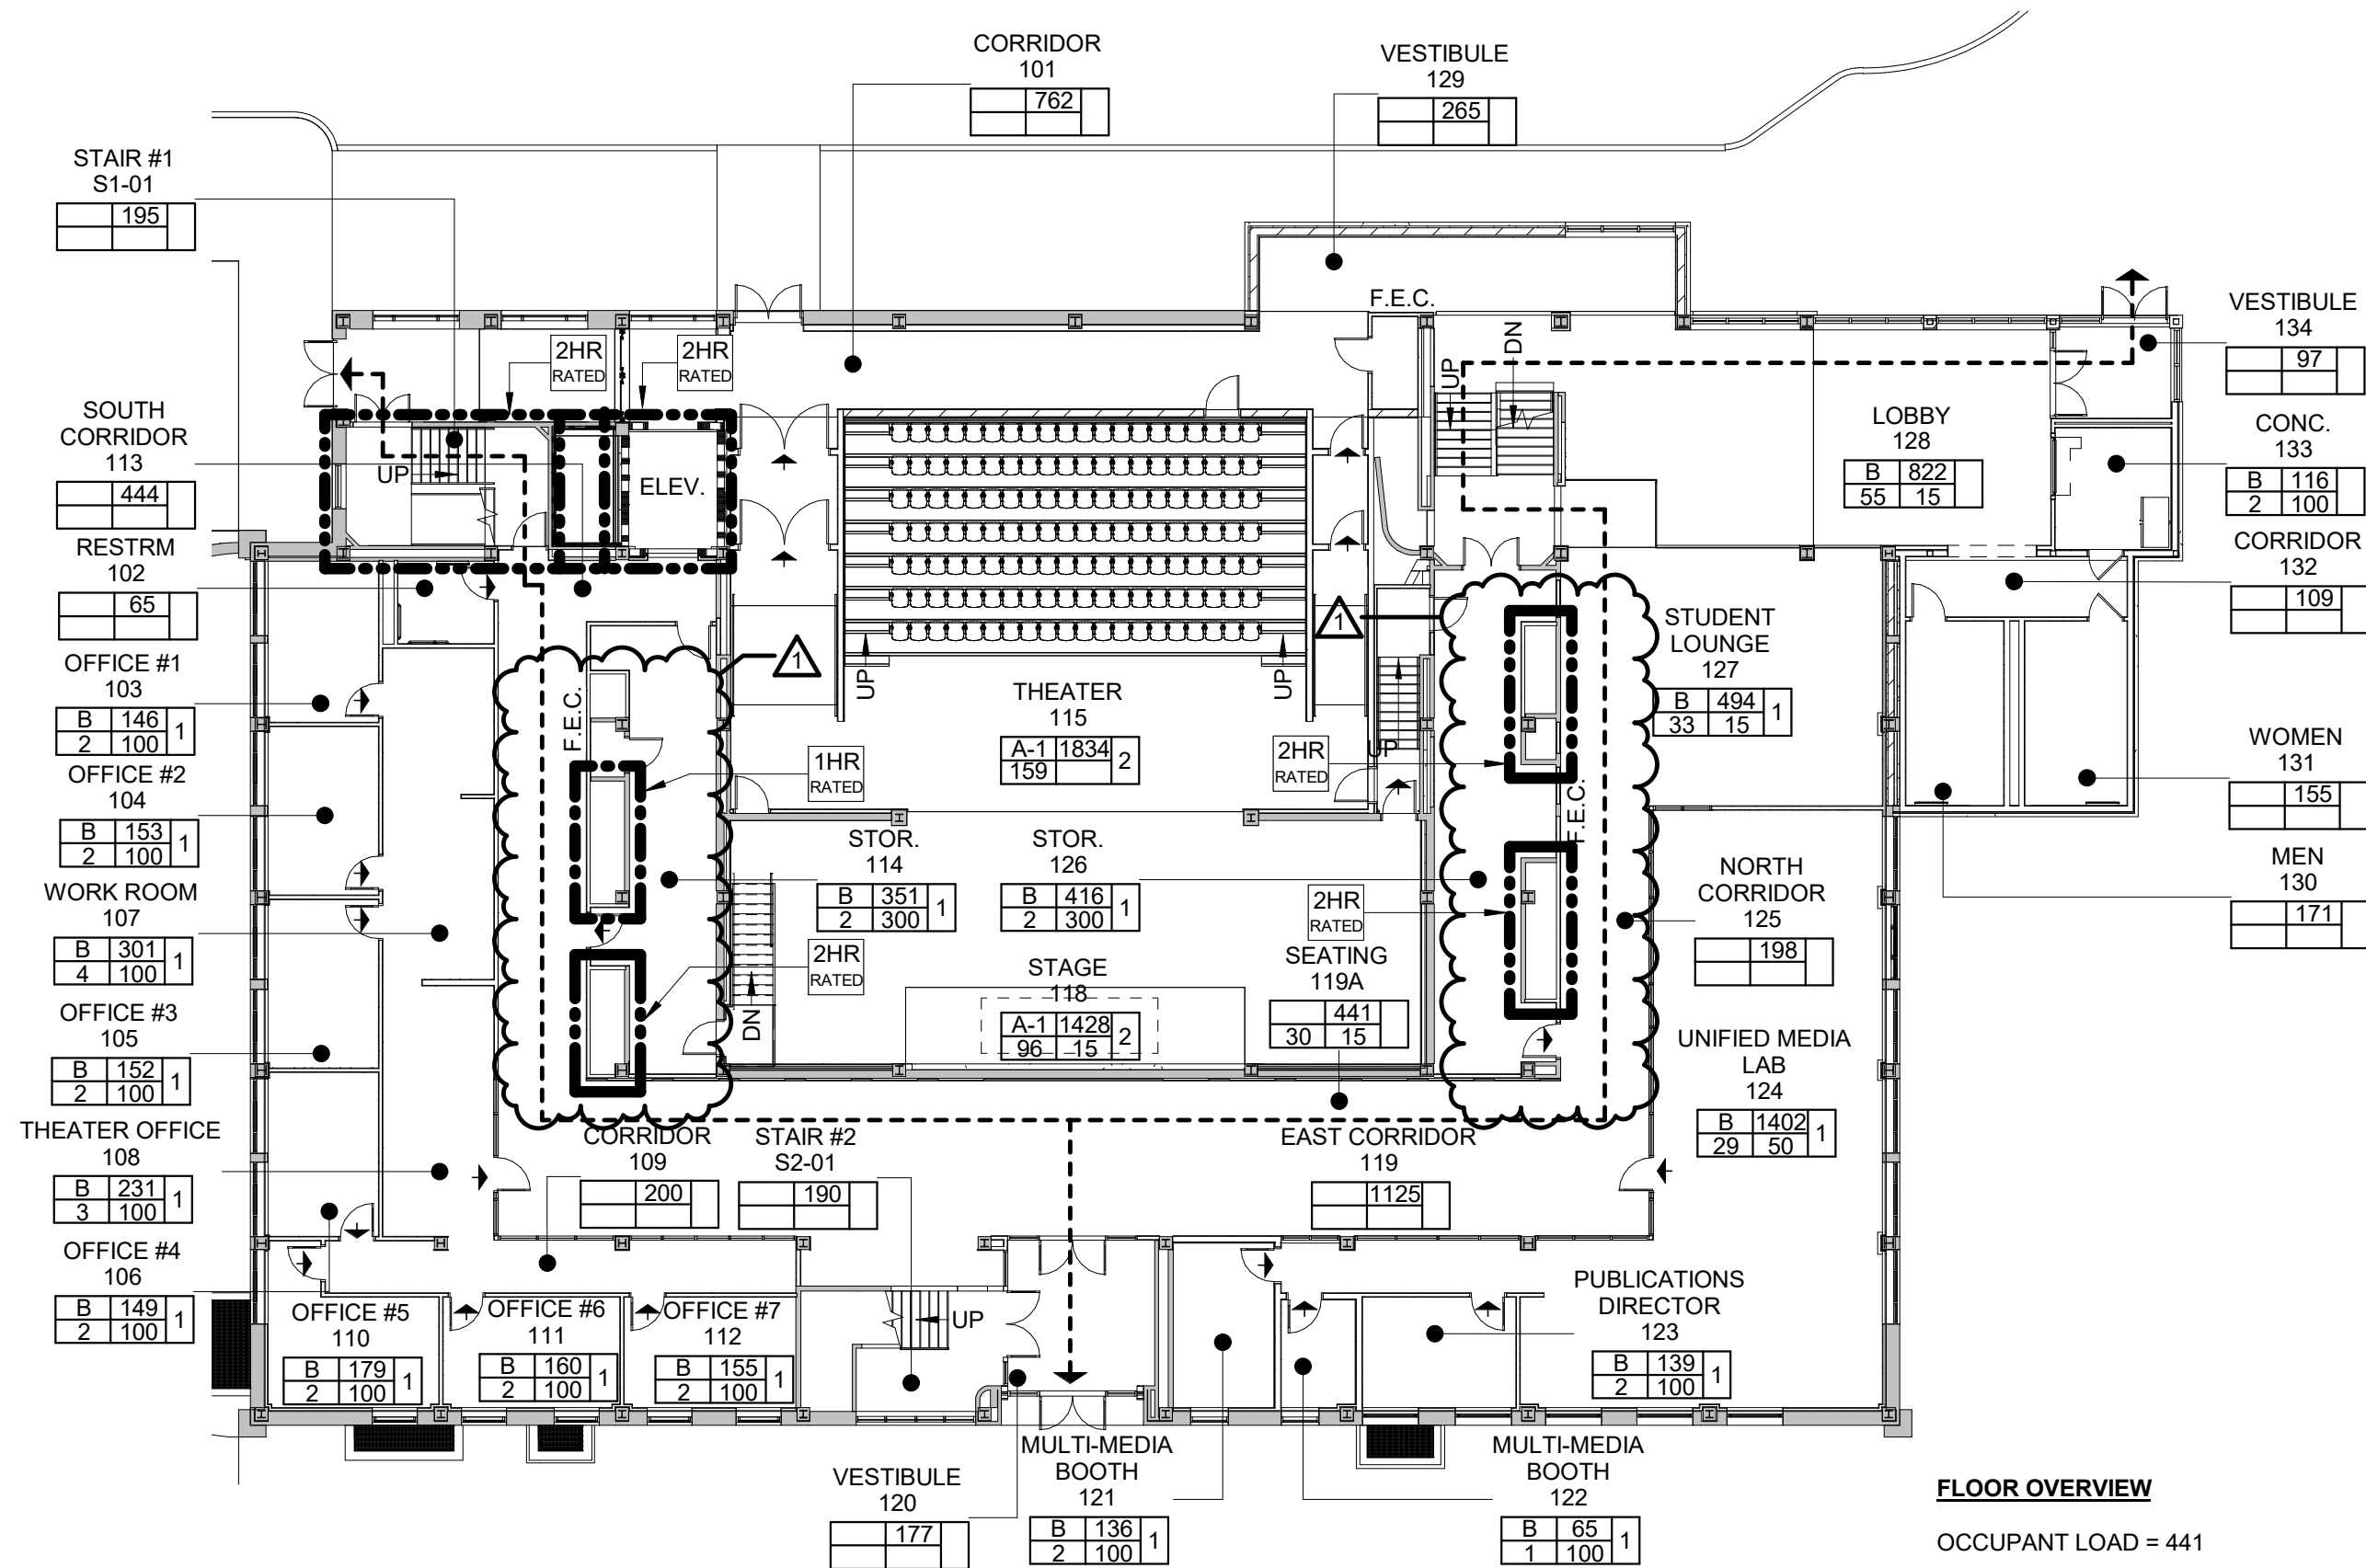 CORRIDOR
101
762
VESTIBULE
129
265
STAIR #1
S1-01
195
F.E.C.
VESTIBULE
134
97
2HR
RATED
2HR
RATED
DN
UP
SOUTH
CORRIDOR
113
444
UP
ELEV.
LOBBY
128
B 822
55 15
CONC.
133
B 116
2 100
RESTRM
102
65
CORRIDOR
132
109
STUDENT
LOUNGE
127
B 494 1
33 15
1
1
OFFICE #1
103
B 146 1
2 100
F.E.C.
UP
UP
THEATER
115
A-1 1834 2
159
1HR
RATED
2HR
RATED
UP
WOMEN
131
155
OFFICE #2
104
B 153 1
2 100
F.E.C.
STOR.
114
B 351 1
2 300
STOR.
126
B 416 1
2 300
NORTH
CORRIDOR
125
198
MEN
130
171
WORK ROOM
107
B 301 1
4 100
2HR
RATED
2HR
RATED
DN
STAGE
118
A-1 1428 2
96 15
SEATING
119A
441
30 15
OFFICE #3
105
B 152 1
2 100
UNIFIED MEDIA
LAB
124
B 1402 1
29 50
THEATER OFFICE
108
B 231 1
3 100
CORRIDOR
109
200
STAIR #2
S2-01
190
EAST CORRIDOR
119
1125
OFFICE #4
106
B 149 1
2 100
OFFICE #5
110
B 179 1
2 100
OFFICE #6
111
B 160 1
2 100
OFFICE #7
112
B 155 1
2 100
UP
PUBLICATIONS
DIRECTOR
123
B 139 1
2 100
VESTIBULE
120
177
MULTI-MEDIA
BOOTH
121
B 136 1
2 100
MULTI-MEDIA
BOOTH
122
B 65 1
1 100
FLOOR OVERVIEW
OCCUPANT LOAD = 441